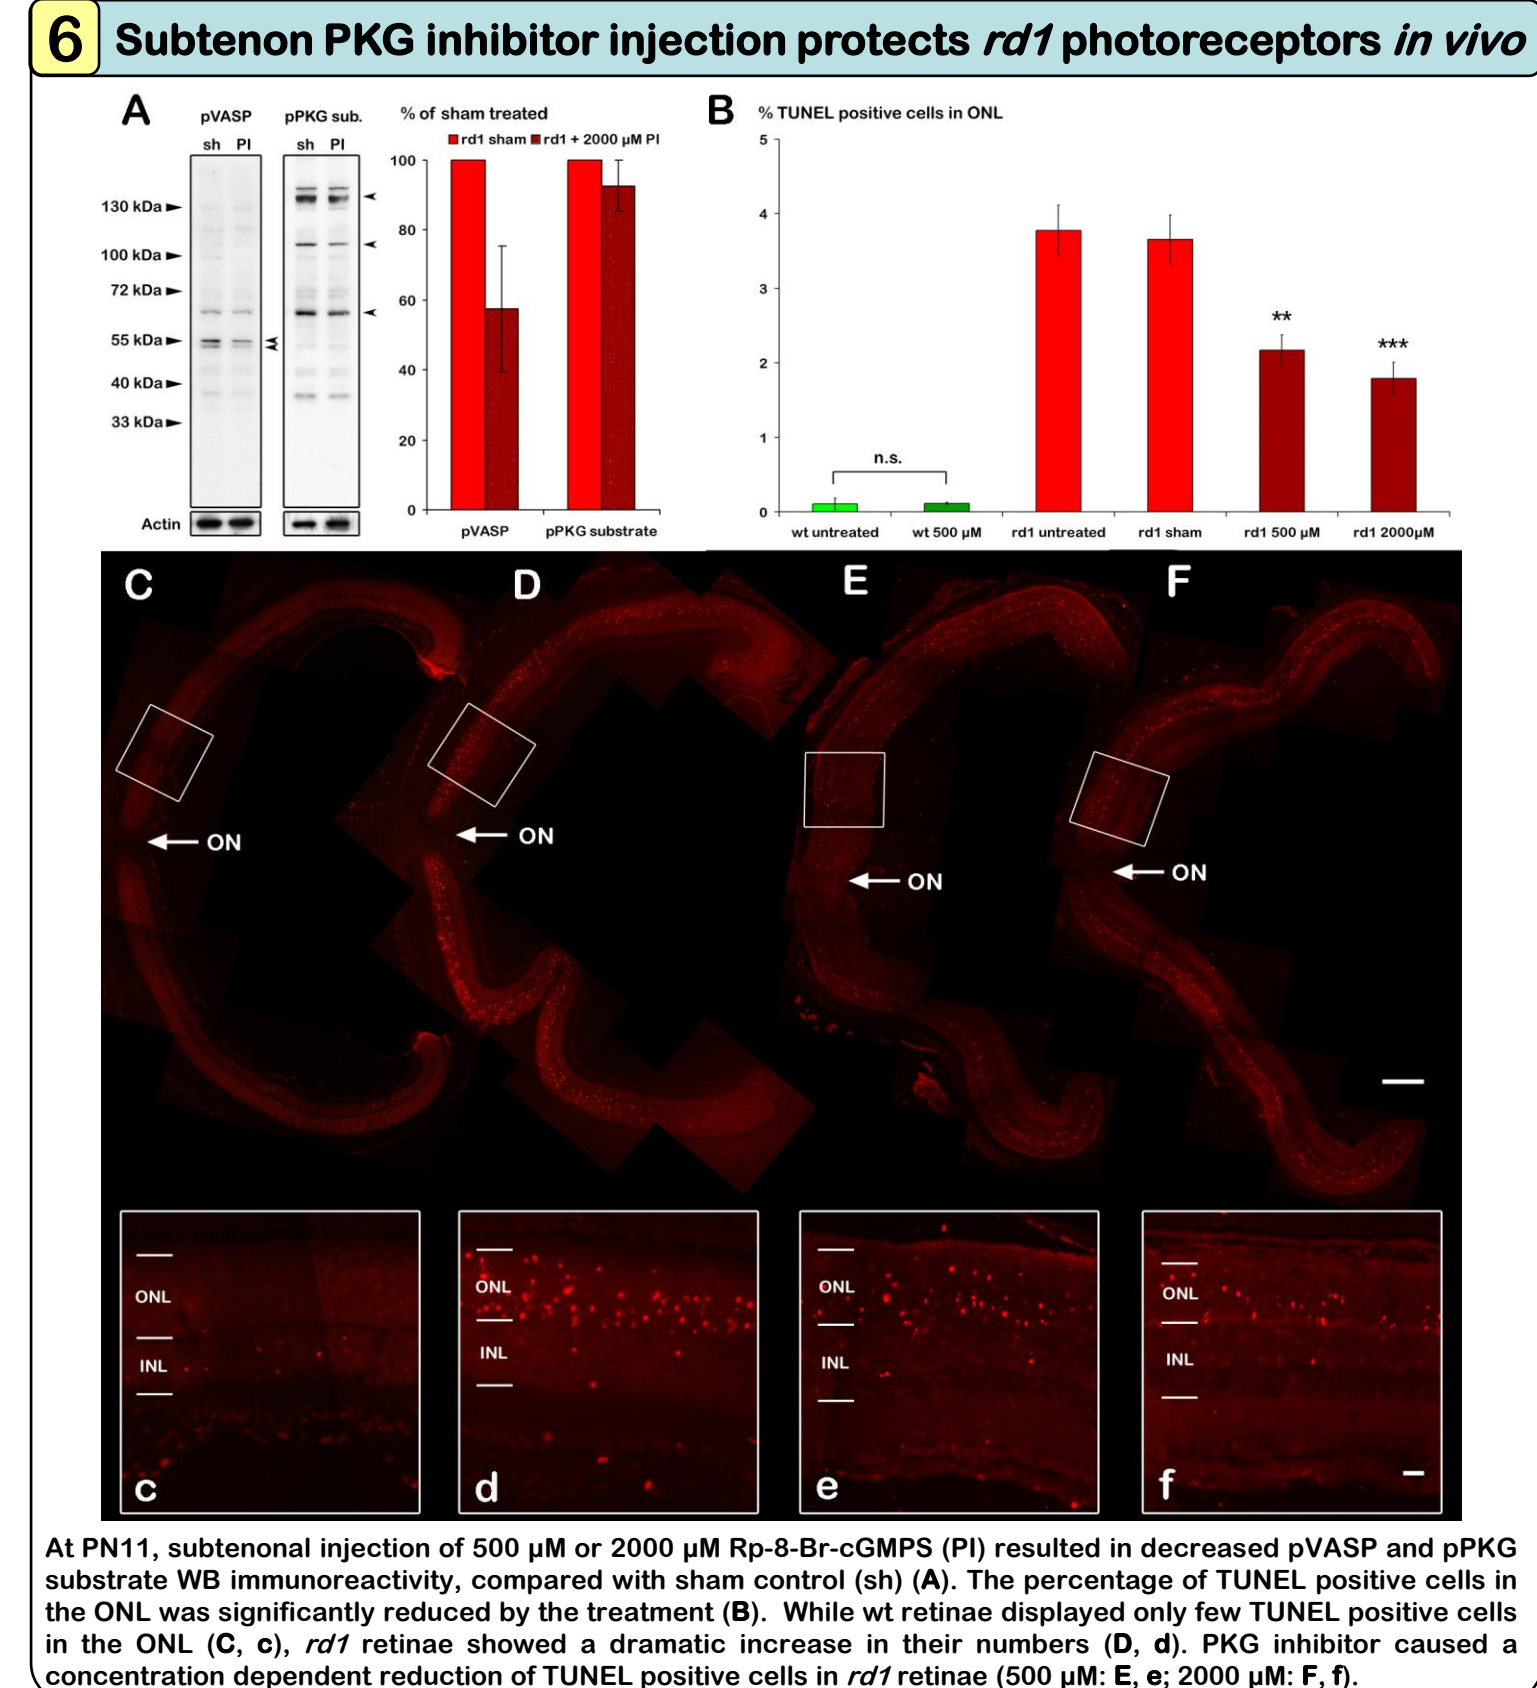 6 Subtenon PKG inhibitor injection protects rd1 photoreceptors in vivo
A
pVASP pPKG sub.
sh PI sh PI
130 kDa
100 kDa
72 kDa
55 kDa
40 kDa
33 kDa
Actin
% of sham treated
rd1 sham rd1 + 2000 µM PI
100
80
60
40
20
0
pVASP pPKG substrate
B % TUNEL positive cells in ONL
5
4
3
2
1
0
n.s.
**
***
wt untreated wt 500 µM rd1 untreated rd1 sham rd1 500 µM rd1 2000µM
C D E F
ON ON ON ON
ONL ONL ONL ONL
INL INL INL INL
c d e f
At PN11, subtenonal injection of 500 µM or 2000 µM Rp-8-Br-cGMPS (PI) resulted in decreased pVASP and pPKG
substrate WB immunoreactivity, compared with sham control (sh) (A). The percentage of TUNEL positive cells in
the ONL was significantly reduced by the treatment (B). While wt retinae displayed only few TUNEL positive cells
in the ONL (C, c), rd1 retinae showed a dramatic increase in their numbers (D, d). PKG inhibitor caused a
concentration dependent reduction of TUNEL positive cells in rd1 retinae (500 µM: E, e; 2000 µM: F, f).